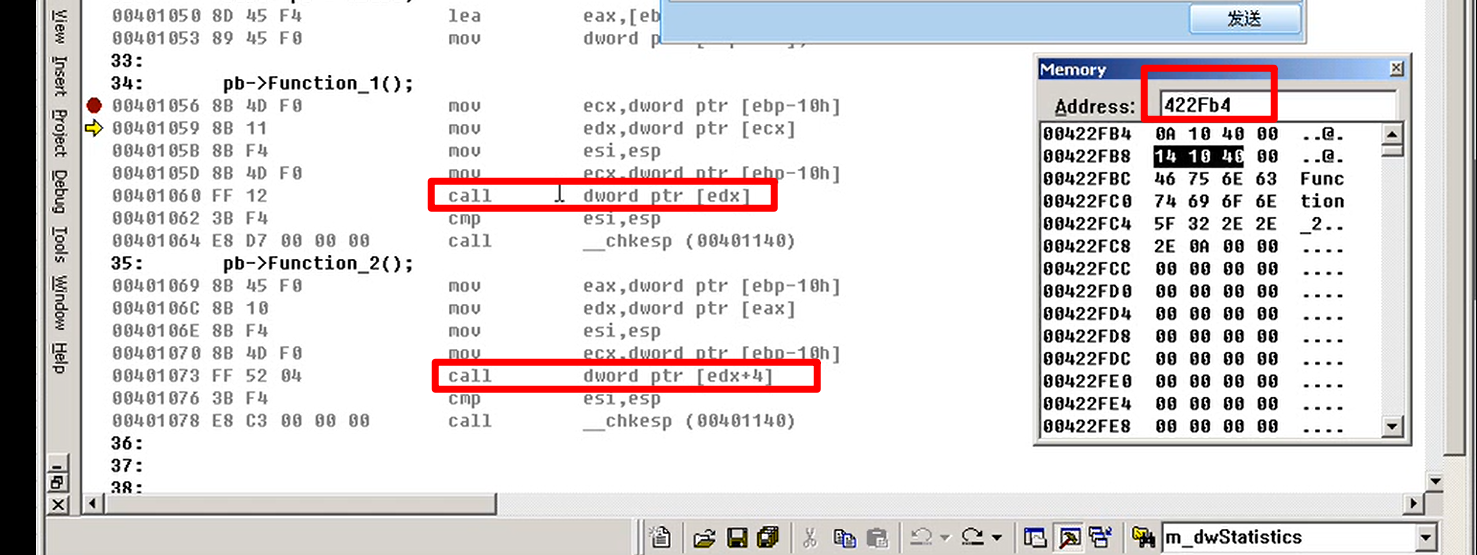 View
Insert
Project
Debug
Tools
Window
Help
00401050 8D 45 F4 lea eax,[eb
00401053 89 45 F0 mov dword p
33:
34: pb->Function_1();
00401056 8B 4D F0 mov ecx,dword ptr [ebp-10h]
00401059 8B 11 mov edx,dword ptr [ecx]
0040105B 8B F4 mov esi,esp
0040105D 8B 4D F0 mov ecx,dword ptr [ebp-10h]
00401060 FF 12 call dword ptr [edx]
00401062 3B F4 cmp esi,esp
00401064 E8 D7 00 00 00 call __chkesp (00401140)
35: pb->Function_2();
00401069 8B 45 F0 mov eax,dword ptr [ebp-10h]
0040106C 8B 10 mov edx,dword ptr [eax]
0040106E 8B F4 mov esi,esp
00401070 8B 4D F0 mov ecx,dword ptr [ebp-10h]
00401073 FF 52 04 call dword ptr [edx+4]
00401076 3B F4 cmp esi,esp
00401078 E8 C3 00 00 00 call __chkesp (00401140)
36:
37:
38:
发送
Memory
Address: 422Fb4
00422FB4 0A 10 40 00 ..@.
00422FB8 14 10 40 00 ..@.
00422FBC 46 75 6E 63 Func
00422FC0 74 69 6F 6E tion
00422FC4 5F 32 2E 2E _2..
00422FC8 2E 0A 00 00 ....
00422FCC 00 00 00 00 ....
00422FD0 00 00 00 00 ....
00422FD4 00 00 00 00 ....
00422FD8 00 00 00 00 ....
00422FDC 00 00 00 00 ....
00422FE0 00 00 00 00 ....
00422FE4 00 00 00 00 ....
00422FE8 00 00 00 00 ....
m_dwStatistics